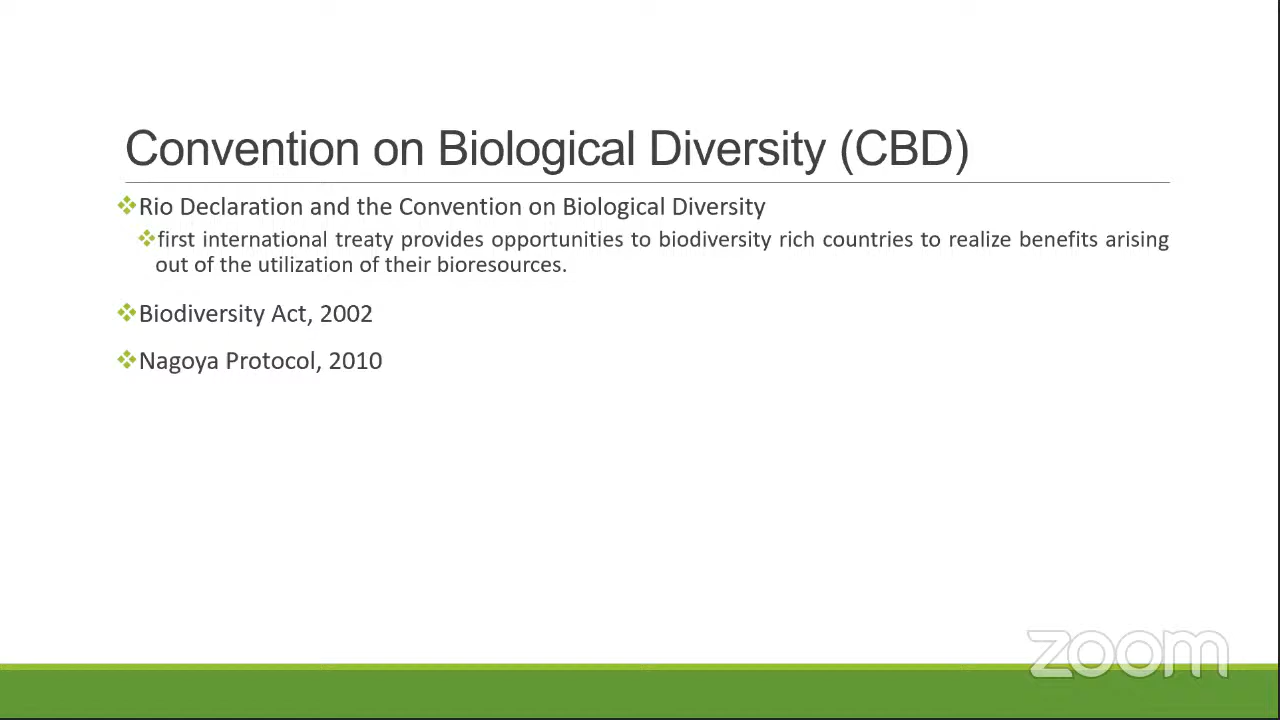 Convention on Biological Diversity (CBD)
Rio Declaration and the Convention on Biological Diversity
first international treaty provides opportunities to biodiversity rich countries to realize benefits arising
out of the utilization of their bioresources.
Biodiversity Act, 2002
Nagoya Protocol, 2010
zoom